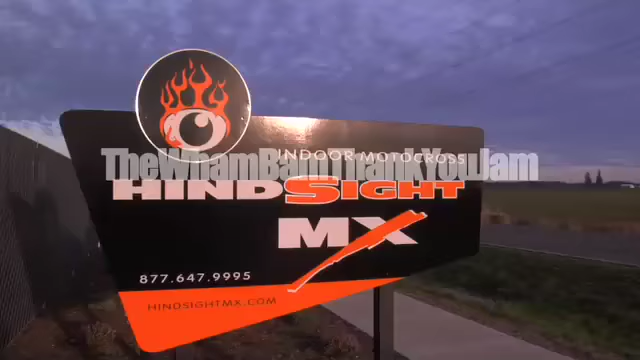 INDOOR MOTOCROSS
TheWhamBamThankYouJam
HINDSIGHT
MX
877.647.9995
HINDSIGHTMX.COM